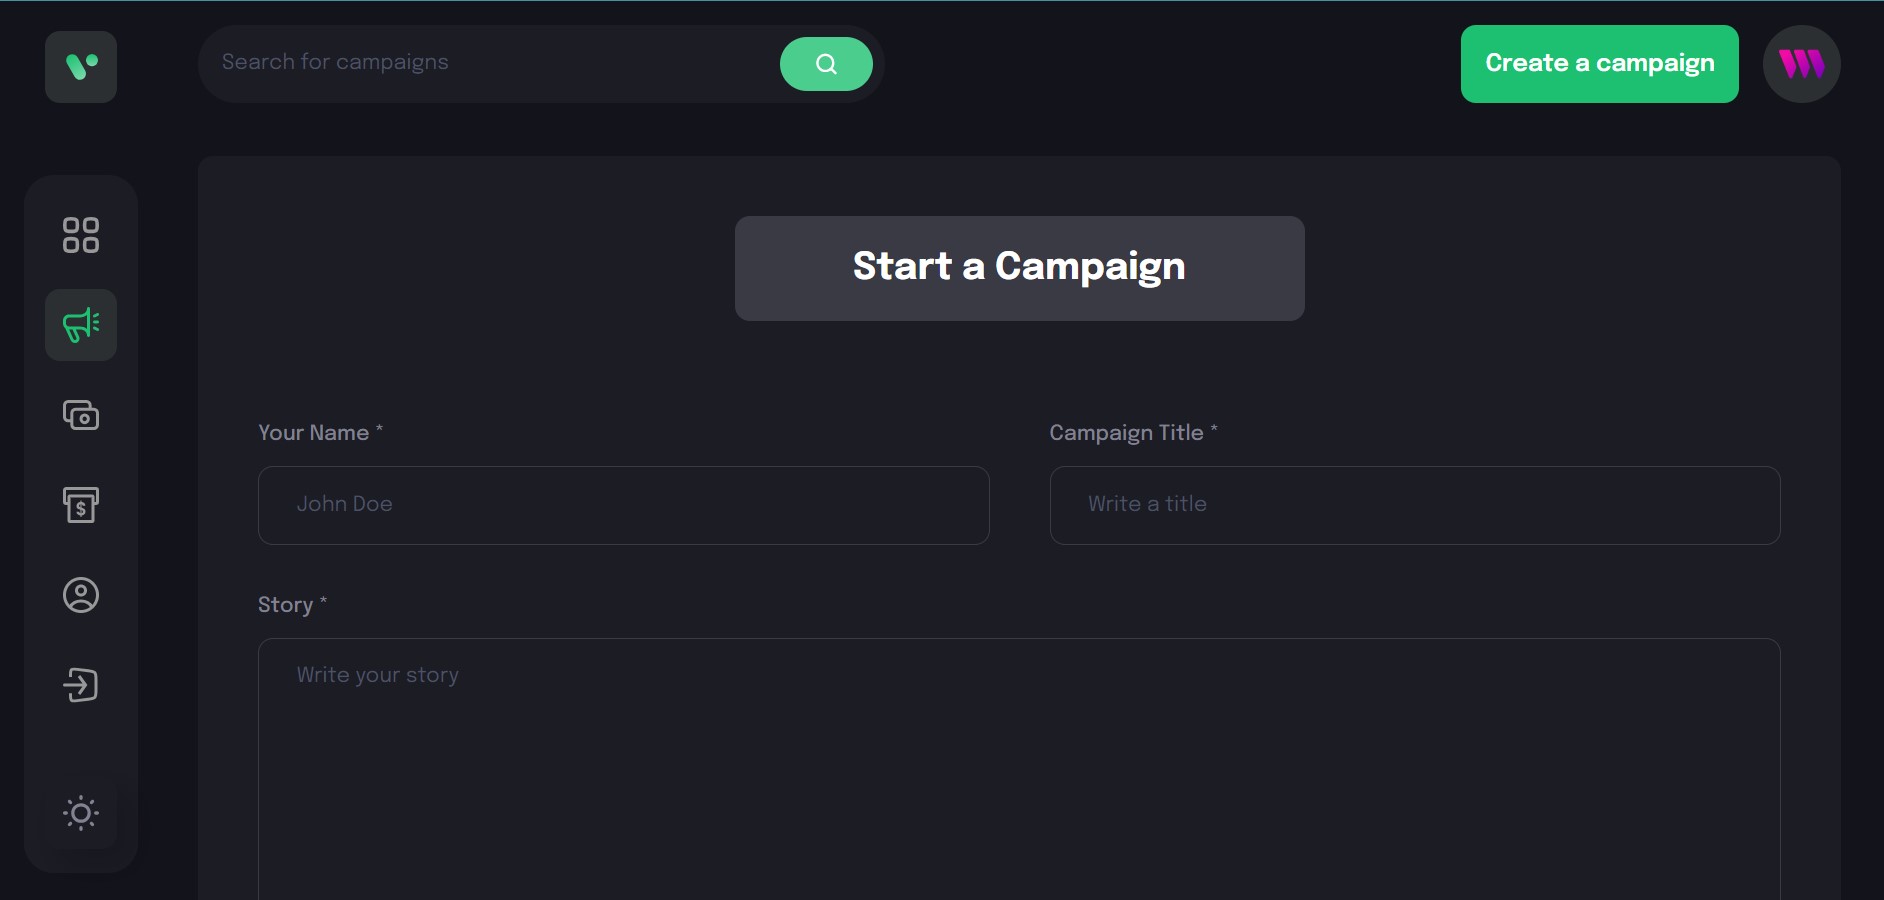 Search for campaigns
Create a campaign
Start a Campaign
Your Name *
Campaign Title *
John Doe
Write a title
Story *
Write your story